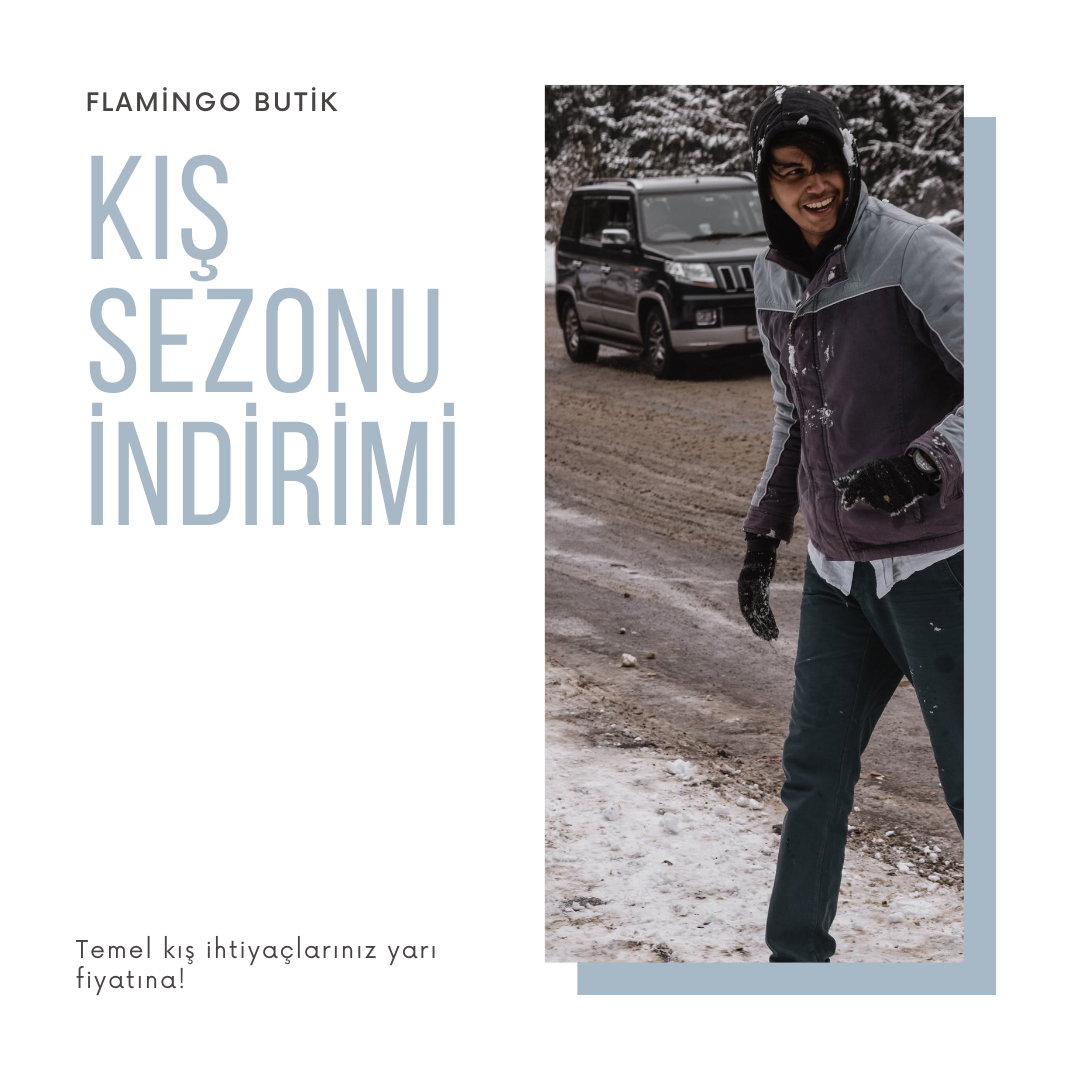 FLAMİNGO BUTİK
KIŞ
SEZONU
İNDİRİMİ
Temel kış ihtiyaçlarınız yarı
fiyatına!